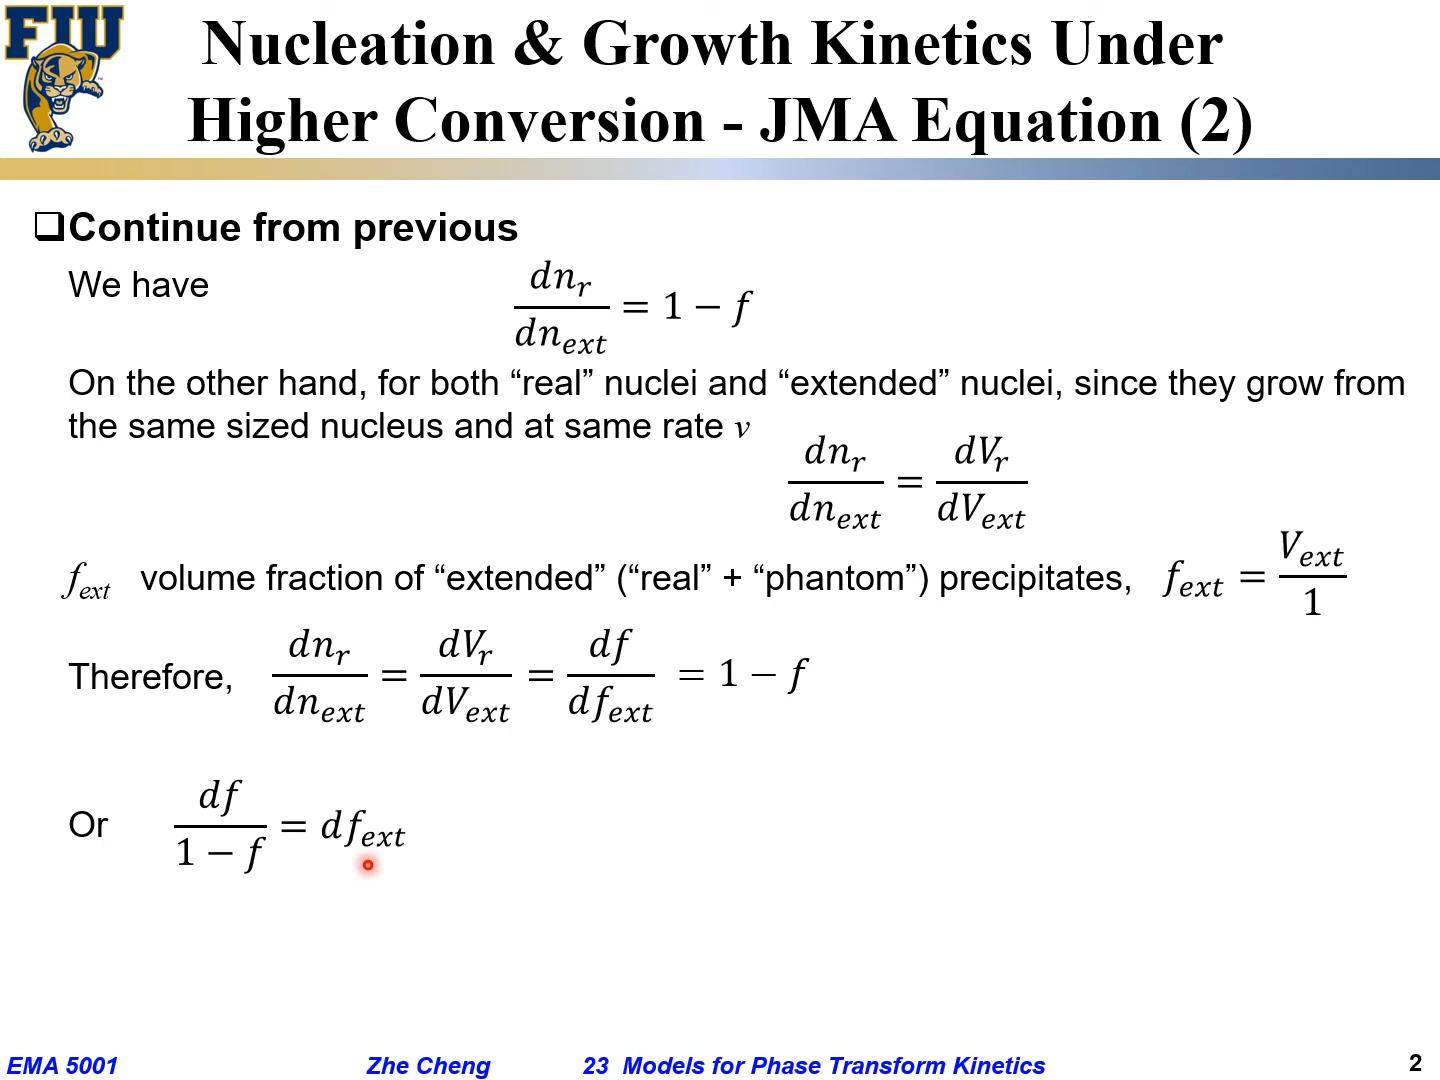 FIU
Nucleation & Growth Kinetics Under
Higher Conversion - JMA Equation (2)
❑Continue from previous
We have dn_r/dn_ext = 1 − f
On the other hand, for both “real” nuclei and “extended” nuclei, since they grow from
the same sized nucleus and at same rate v
dn_r/dn_ext = dV_r/dV_ext
f_ext volume fraction of “extended” (“real” + “phantom”) precipitates, f_ext = V_ext/1
Therefore, dn_r/dn_ext = dV_r/dV_ext = df/df_ext = 1 − f
Or df/(1 − f) = df_ext
EMA 5001 Zhe Cheng 23 Models for Phase Transform Kinetics 2